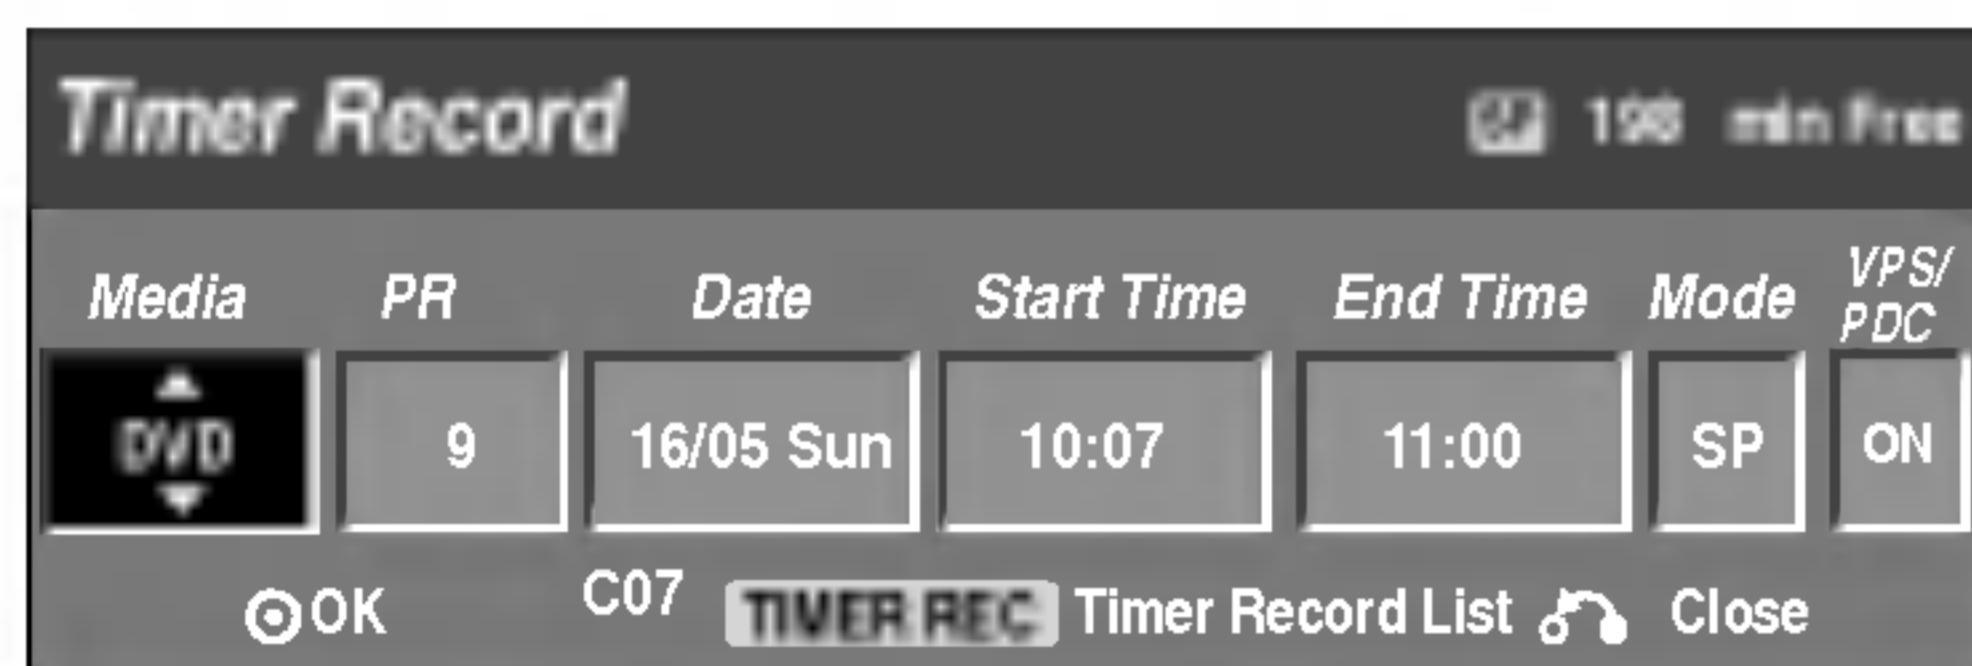 Timer Record 198 min Free
Media PR Date Start Time End Time Mode VPS/PDC
DVD 9 16/05 Sun 10:07 11:00 SP ON
OK C07 TIMER REC Timer Record List Close